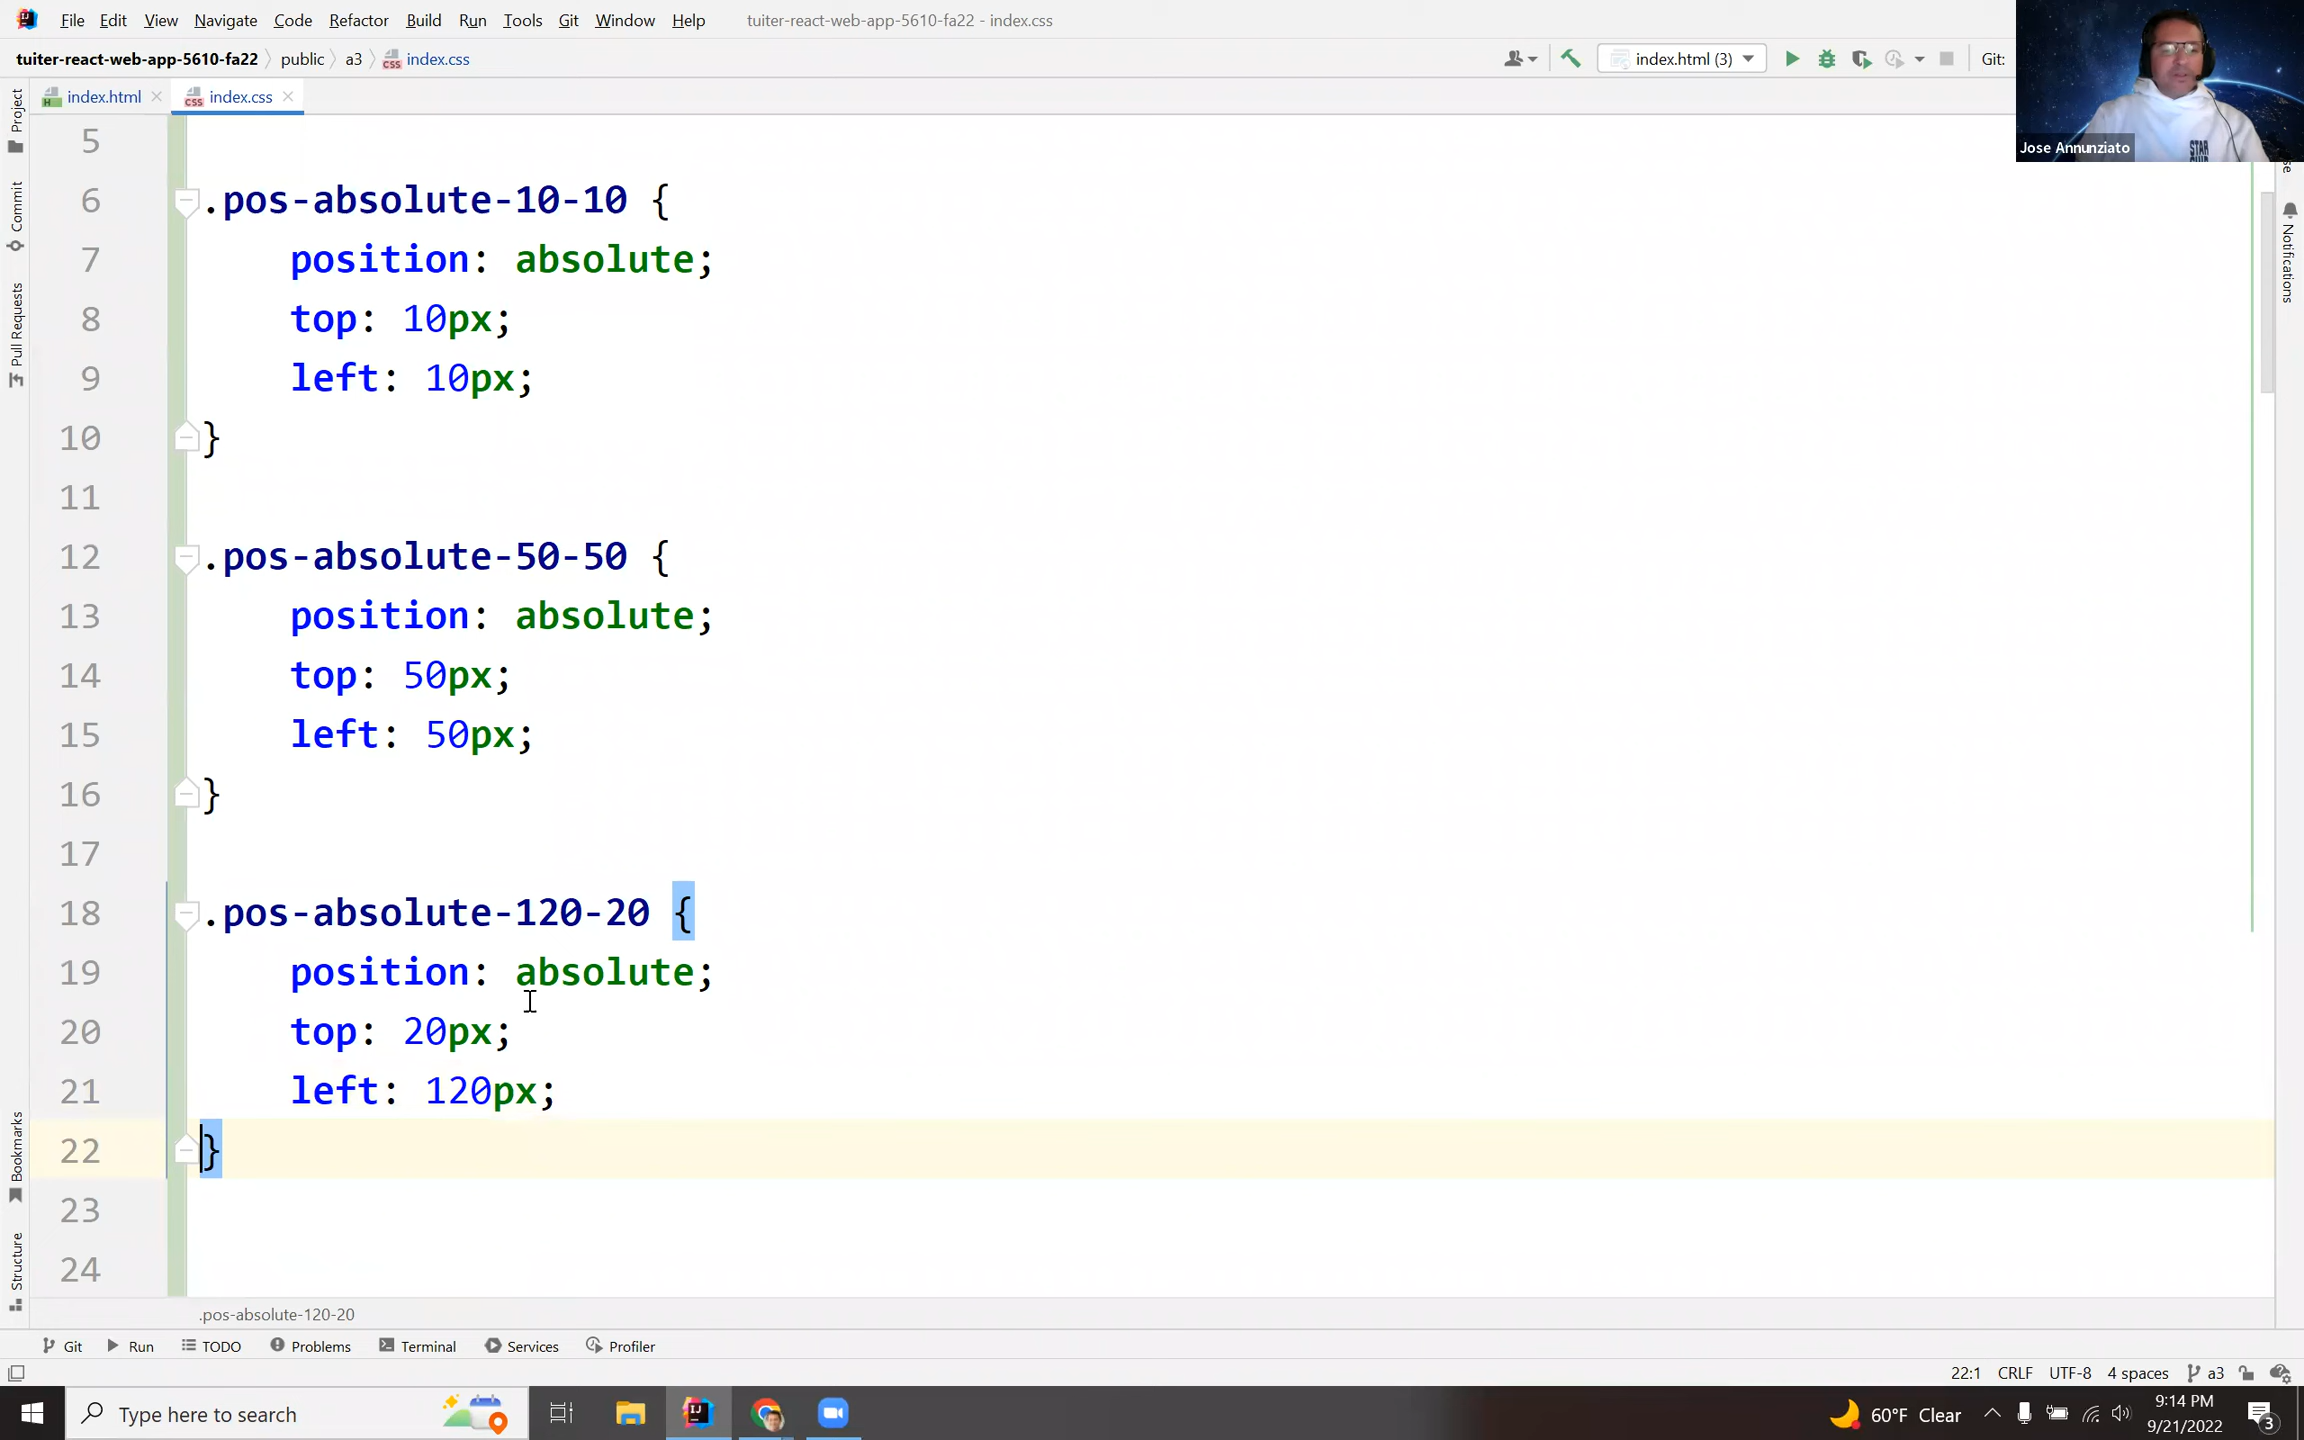 File Edit View Navigate Code Refactor Build Run Tools Git Window Help tuiter-react-web-app-5610-fa22 - index.css
tuiter-react-web-app-5610-fa22 public a3 index.css index.html (3) Git:
index.html index.css
Jose Annunziato
Project
Commit
Pull Requests
Bookmarks
Structure
Notifications
5
6 .pos-absolute-10-10 {
7 position: absolute;
8 top: 10px;
9 left: 10px;
10 }
11
12 .pos-absolute-50-50 {
13 position: absolute;
14 top: 50px;
15 left: 50px;
16 }
17
18 .pos-absolute-120-20 {
19 position: absolute;
20 top: 20px;
21 left: 120px;
22 }
23
24
.pos-absolute-120-20
Git Run TODO Problems Terminal Services Profiler
22:1 CRLF UTF-8 4 spaces a3
Type here to search
60°F Clear
9:14 PM
9/21/2022
3